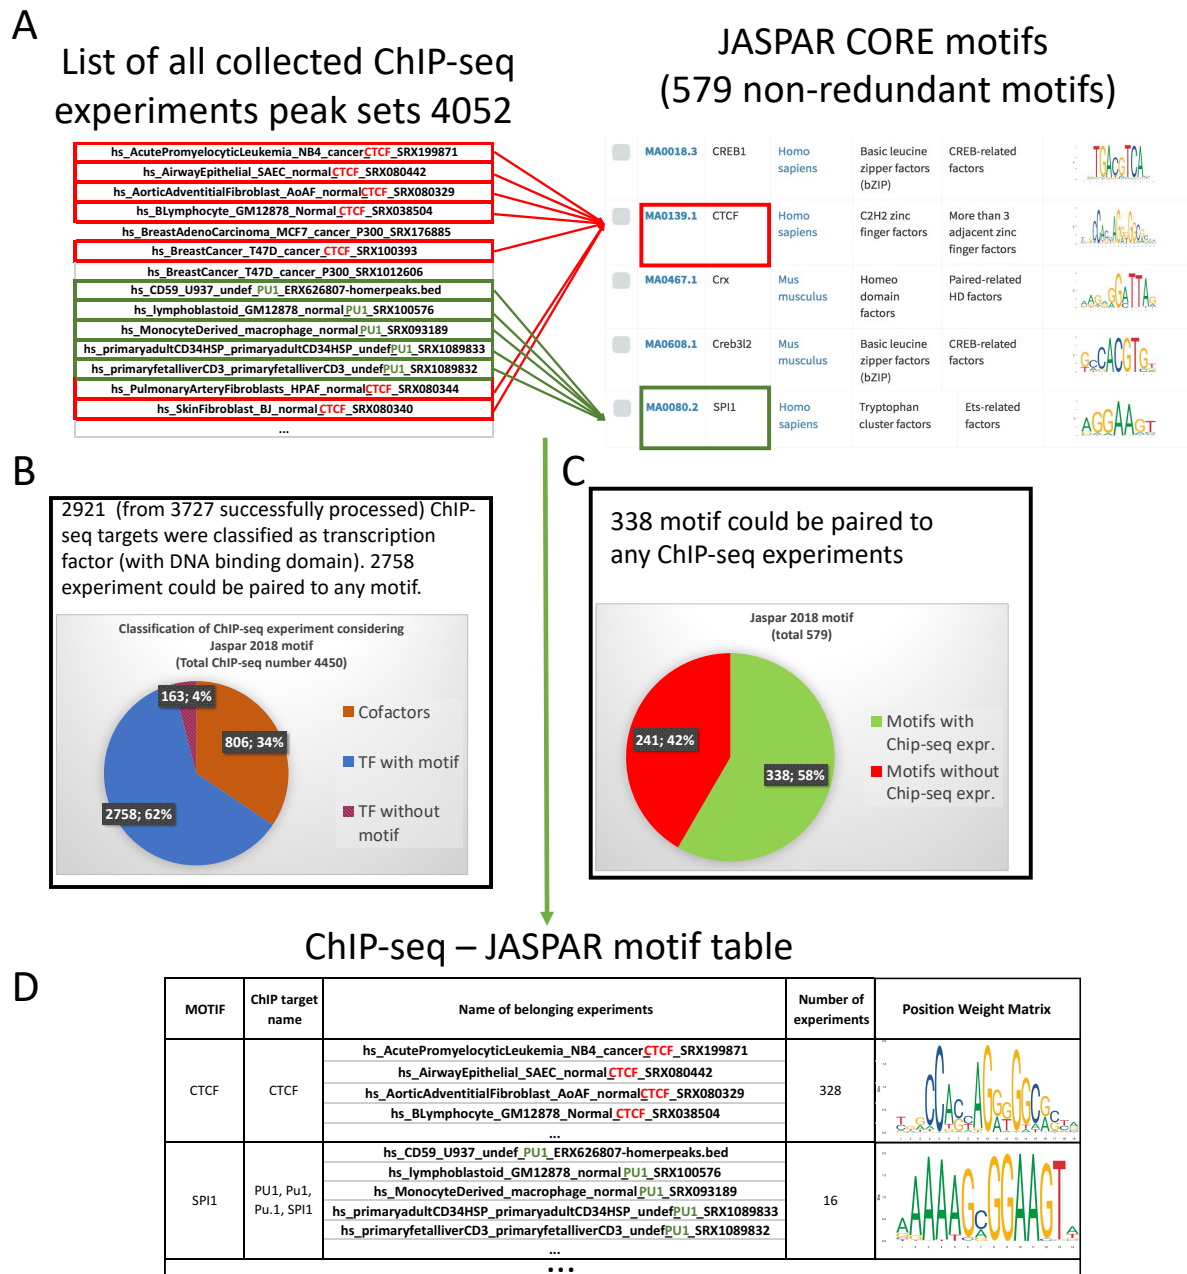 A
List of all collected ChIP-seq
experiments peak sets 4052
hs_AcutePromyelocyticLeukemia_NB4_cancer_CTCF_SRX199871
hs_AirwayEpithelial_SAEC_normal_CTCF_SRX080442
hs_AorticAdventitialFibroblast_AoAF_normal_CTCF_SRX080329
hs_BLymphocyte_GM12878_Normal_CTCF_SRX038504
hs_BreastAdenoCarcinoma_MCF7_cancer_P300_SRX176885
hs_BreastCancer_T47D_cancer_CTCF_SRX100393
hs_BreastCancer_T47D_cancer_P300_SRX1012606
hs_CD59_U937_undef_PU1_ERX626807-homerpeaks.bed
hs_lymphoblastoid_GM12878_normal_PU1_SRX100576
hs_MonocyteDerived_macrophage_normal_PU1_SRX093189
hs_primaryadultCD34HSP_primaryadultCD34HSP_undef_PU1_SRX1089833
hs_primaryfetalliverCD3_primaryfetalliverCD3_undef_PU1_SRX1089832
hs_PulmonaryArteryFibroblasts_HPAF_normal_CTCF_SRX080344
hs_SkinFibroblast_BJ_normal_CTCF_SRX080340
...
JASPAR CORE motifs
(579 non-redundant motifs)
MA0018.3 CREB1 Homo sapiens Basic leucine zipper factors (bZIP) CREB-related factors
MA0139.1 CTCF Homo sapiens C2H2 zinc finger factors More than 3 adjacent zinc finger factors
MA0467.1 Crx Mus musculus Homeo domain factors Paired-related HD factors
MA0608.1 Creb3l2 Mus musculus Basic leucine zipper factors (bZIP) CREB-related factors
MA0080.2 SPI1 Homo sapiens Tryptophan cluster factors Ets-related factors
B
2921 (from 3727 successfully processed) ChIP-
seq targets were classified as transcription
factor (with DNA binding domain). 2758
experiment could be paired to any motif.
Classification of ChIP-seq experiment considering
Jaspar 2018 motif
(Total ChIP-seq number 4450)
163; 4%
806; 34%
2758; 62%
Cofactors
TF with motif
TF without
motif
C
338 motif could be paired to
any ChIP-seq experiments
Jaspar 2018 motif
(total 579)
241; 42%
338; 58%
Motifs with
Chip-seq expr.
Motifs without
Chip-seq expr.
ChIP-seq – JASPAR motif table
D
MOTIF
ChIP target
name
Name of belonging experiments
Number of
experiments
Position Weight Matrix
CTCF
CTCF
hs_AcutePromyelocyticLeukemia_NB4_cancer_CTCF_SRX199871
hs_AirwayEpithelial_SAEC_normal_CTCF_SRX080442
hs_AorticAdventitialFibroblast_AoAF_normal_CTCF_SRX080329
hs_BLymphocyte_GM12878_Normal_CTCF_SRX038504
...
328
SPI1
PU1, Pu1,
Pu.1, SPI1
hs_CD59_U937_undef_PU1_ERX626807-homerpeaks.bed
hs_lymphoblastoid_GM12878_normal_PU1_SRX100576
hs_MonocyteDerived_macrophage_normal_PU1_SRX093189
hs_primaryadultCD34HSP_primaryadultCD34HSP_undef_PU1_SRX1089833
hs_primaryfetalliverCD3_primaryfetalliverCD3_undef_PU1_SRX1089832
...
16
...